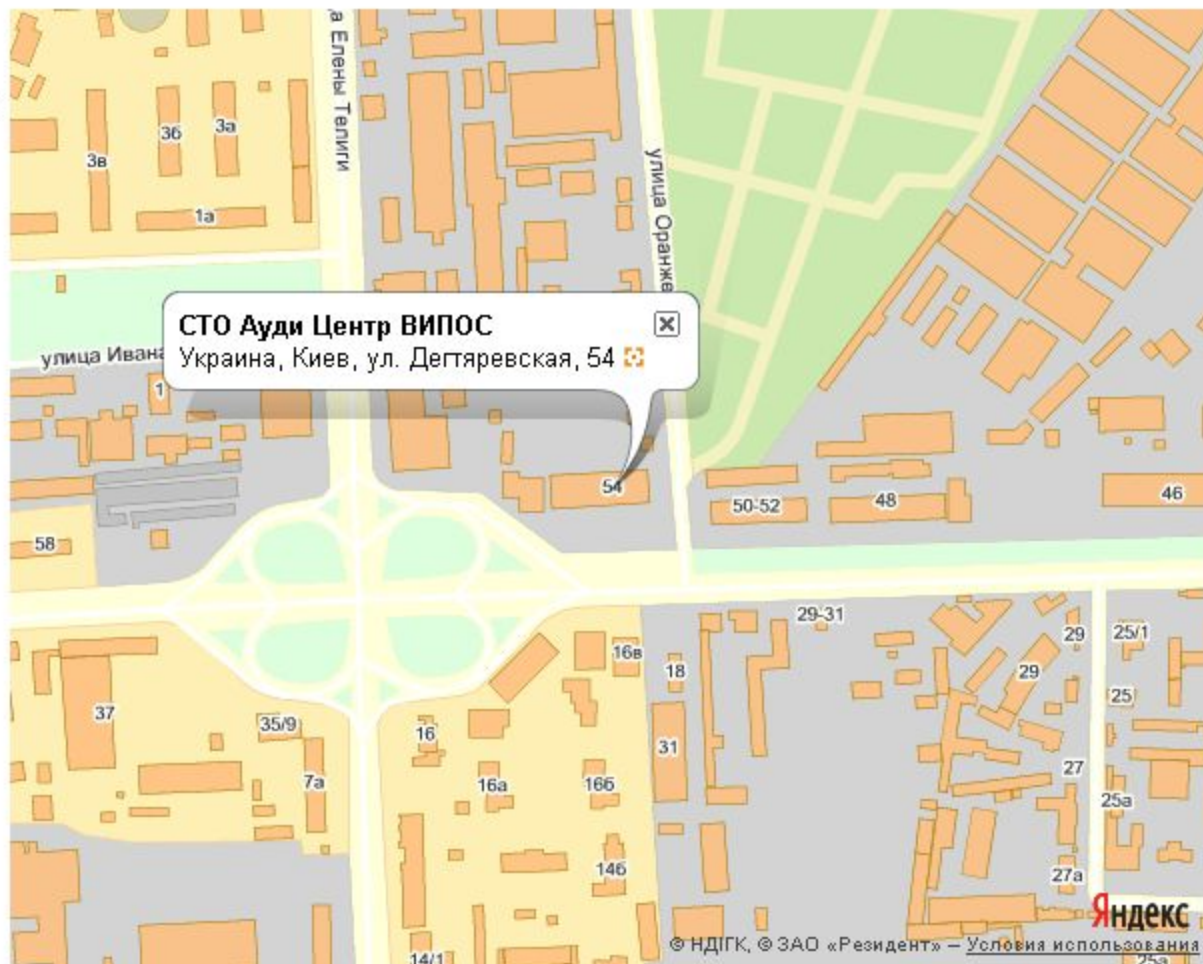 а Елены Телиги
3в
3б
3а
1а
улица Оранже
СТО Ауди Центр ВИПОС
Украина, Киев, ул. Дегтяревская, 54
улица Ивана
1
54
50-52
48
46
58
29-31
16в
18
29
29
25/1
25
37
35/9
16
31
7а
16а
16б
27
25а
14б
27а
Яндекс
© НДІГК, © ЗАО «Резидент» – Условия использования
14/1
25а